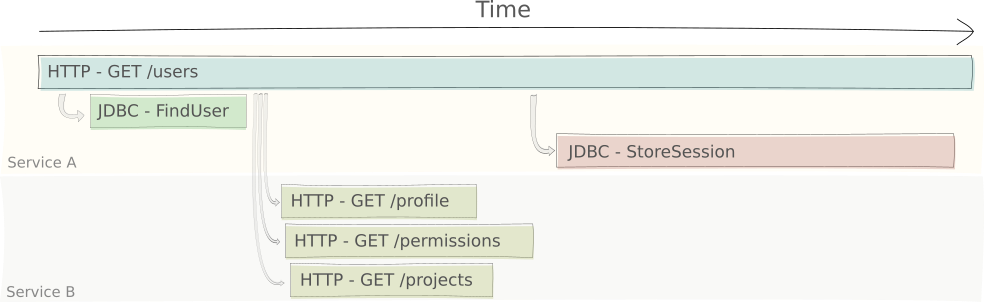 Time
HTTP - GET /users
JDBC - FindUser
JDBC - StoreSession
Service A
HTTP - GET /profile
HTTP - GET /permissions
HTTP - GET /projects
Service B